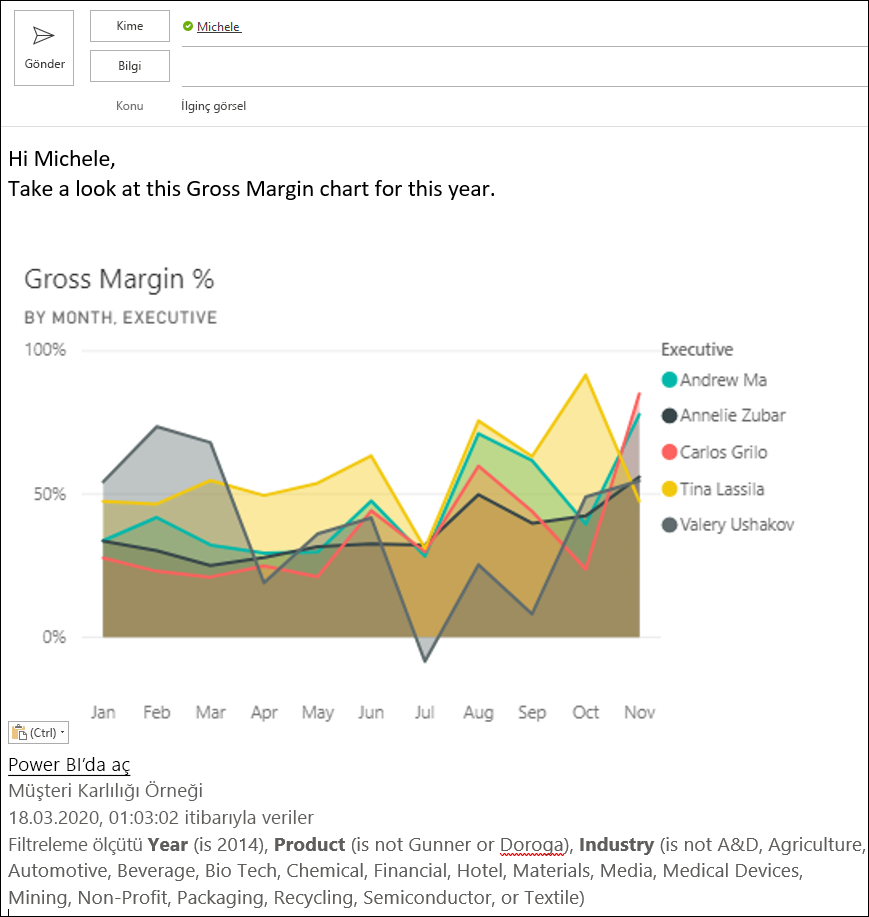 Gönder
Kime
Michele
Bilgi
Konu
İlginç görsel
Hi Michele,
Take a look at this Gross Margin chart for this year.
Gross Margin %
BY MONTH, EXECUTIVE
100%
50%
0%
Jan Feb Mar Apr May Jun Jul Aug Sep Oct Nov
Executive
Andrew Ma
Annelie Zubar
Carlos Grilo
Tina Lassila
Valery Ushakov
(Ctrl)
Power BI’da aç
Müşteri Karlılığı Örneği
18.03.2020, 01:03:02 itibarıyla veriler
Filtreleme ölçütü Year (is 2014), Product (is not Gunner or Doroga), Industry (is not A&D, Agriculture,
Automotive, Beverage, Bio Tech, Chemical, Financial, Hotel, Materials, Media, Medical Devices,
Mining, Non-Profit, Packaging, Recycling, Semiconductor, or Textile)